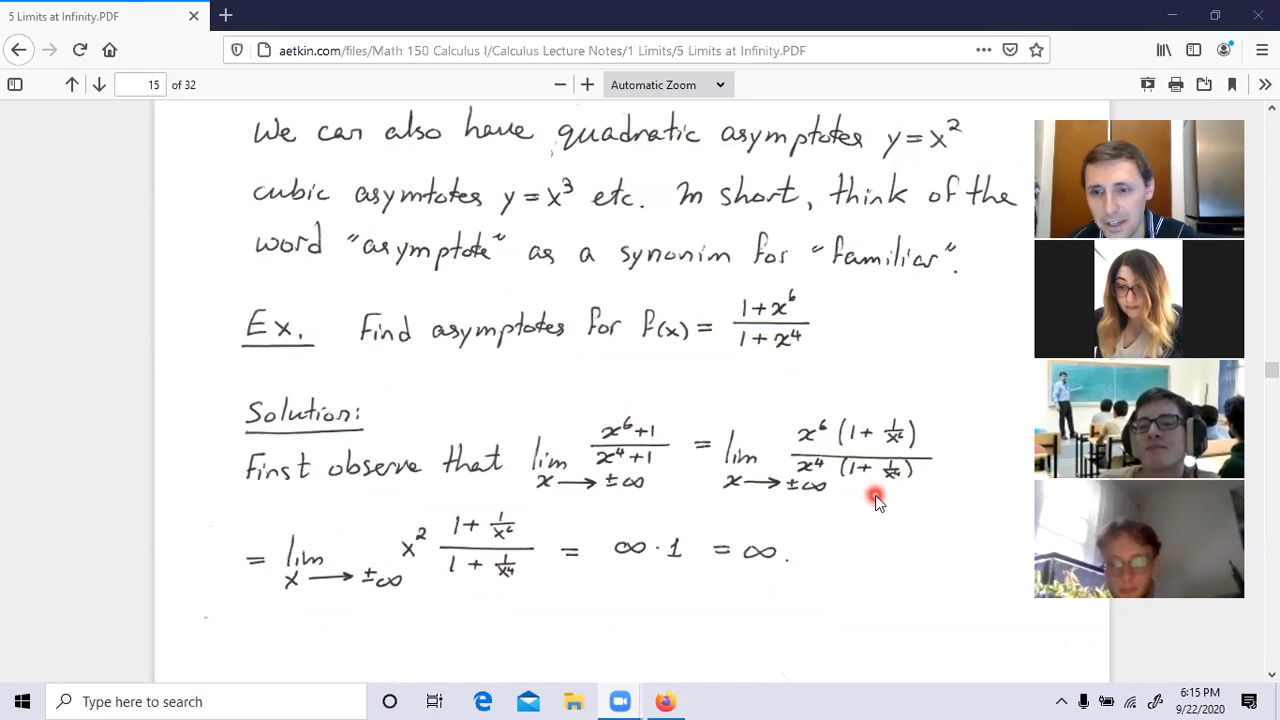 5 Limits at Infinity.PDF
aetkin.com/files/Math 150 Calculus I/Calculus Lecture Notes/1 Limits/5 Limits at Infinity.PDF
15 of 32
Automatic Zoom
We can also have quadratic asymptotes y = x²
cubic asymtotes y = x³ etc. In short, think of the
word "asymptote" as a synonim for "familiar".
Ex. Find asymptotes for f(x) = (1+x⁶)/(1+x⁴)
Solution:
First observe that lim x→±∞ (x⁶+1)/(x⁴+1) = lim x→±∞ x⁶(1+1/x⁶)/x⁴(1+1/x⁴)
= lim x→±∞ x² (1+1/x⁶)/(1+1/x⁴) = ∞·1 = ∞.
Type here to search
6:15 PM
9/22/2020